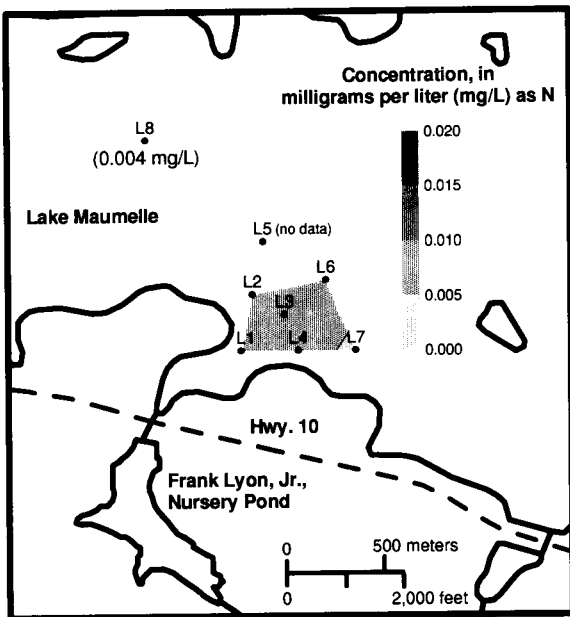 Concentration, in
milligrams per liter (mg/L) as N
L8
(0.004 mg/L)
0.020
0.015
0.010
0.005
0.000
Lake Maumelle
L5 (no data)
L6
L2
L3
L1
L4
L7
Hwy. 10
Frank Lyon, Jr.,
Nursery Pond
0 500 meters
0 2,000 feet